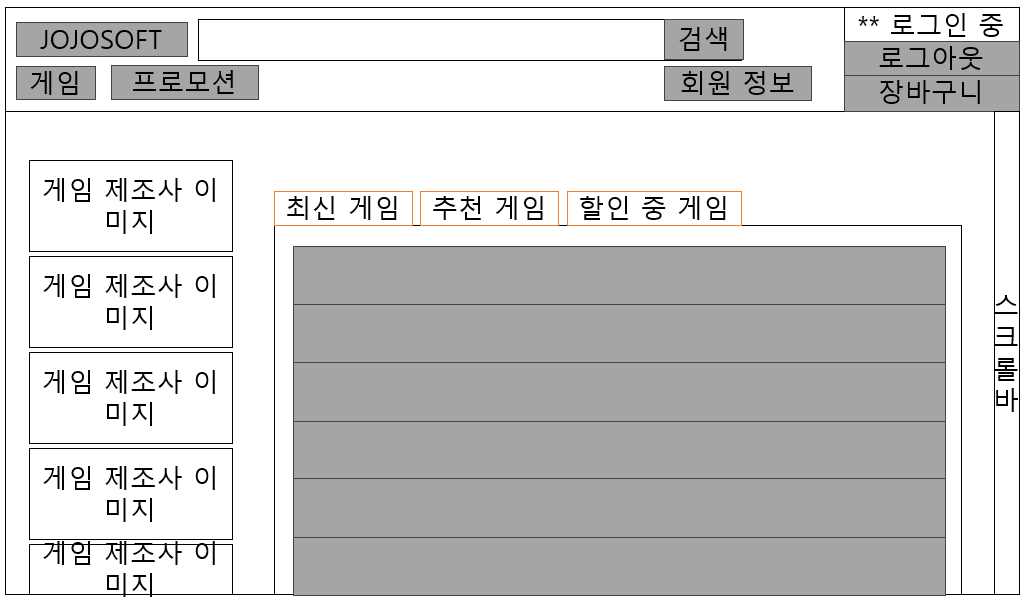 JOJOSOFT
검색
** 로그인 중
로그아웃
게임
프로모션
회원 정보
장바구니
게임 제조사 이
미지
최신 게임
추천 게임
할인 중 게임
게임 제조사 이
미지
게임 제조사 이
미지
게임 제조사 이
미지
게임 제조사 이
미지
스
크
롤
바